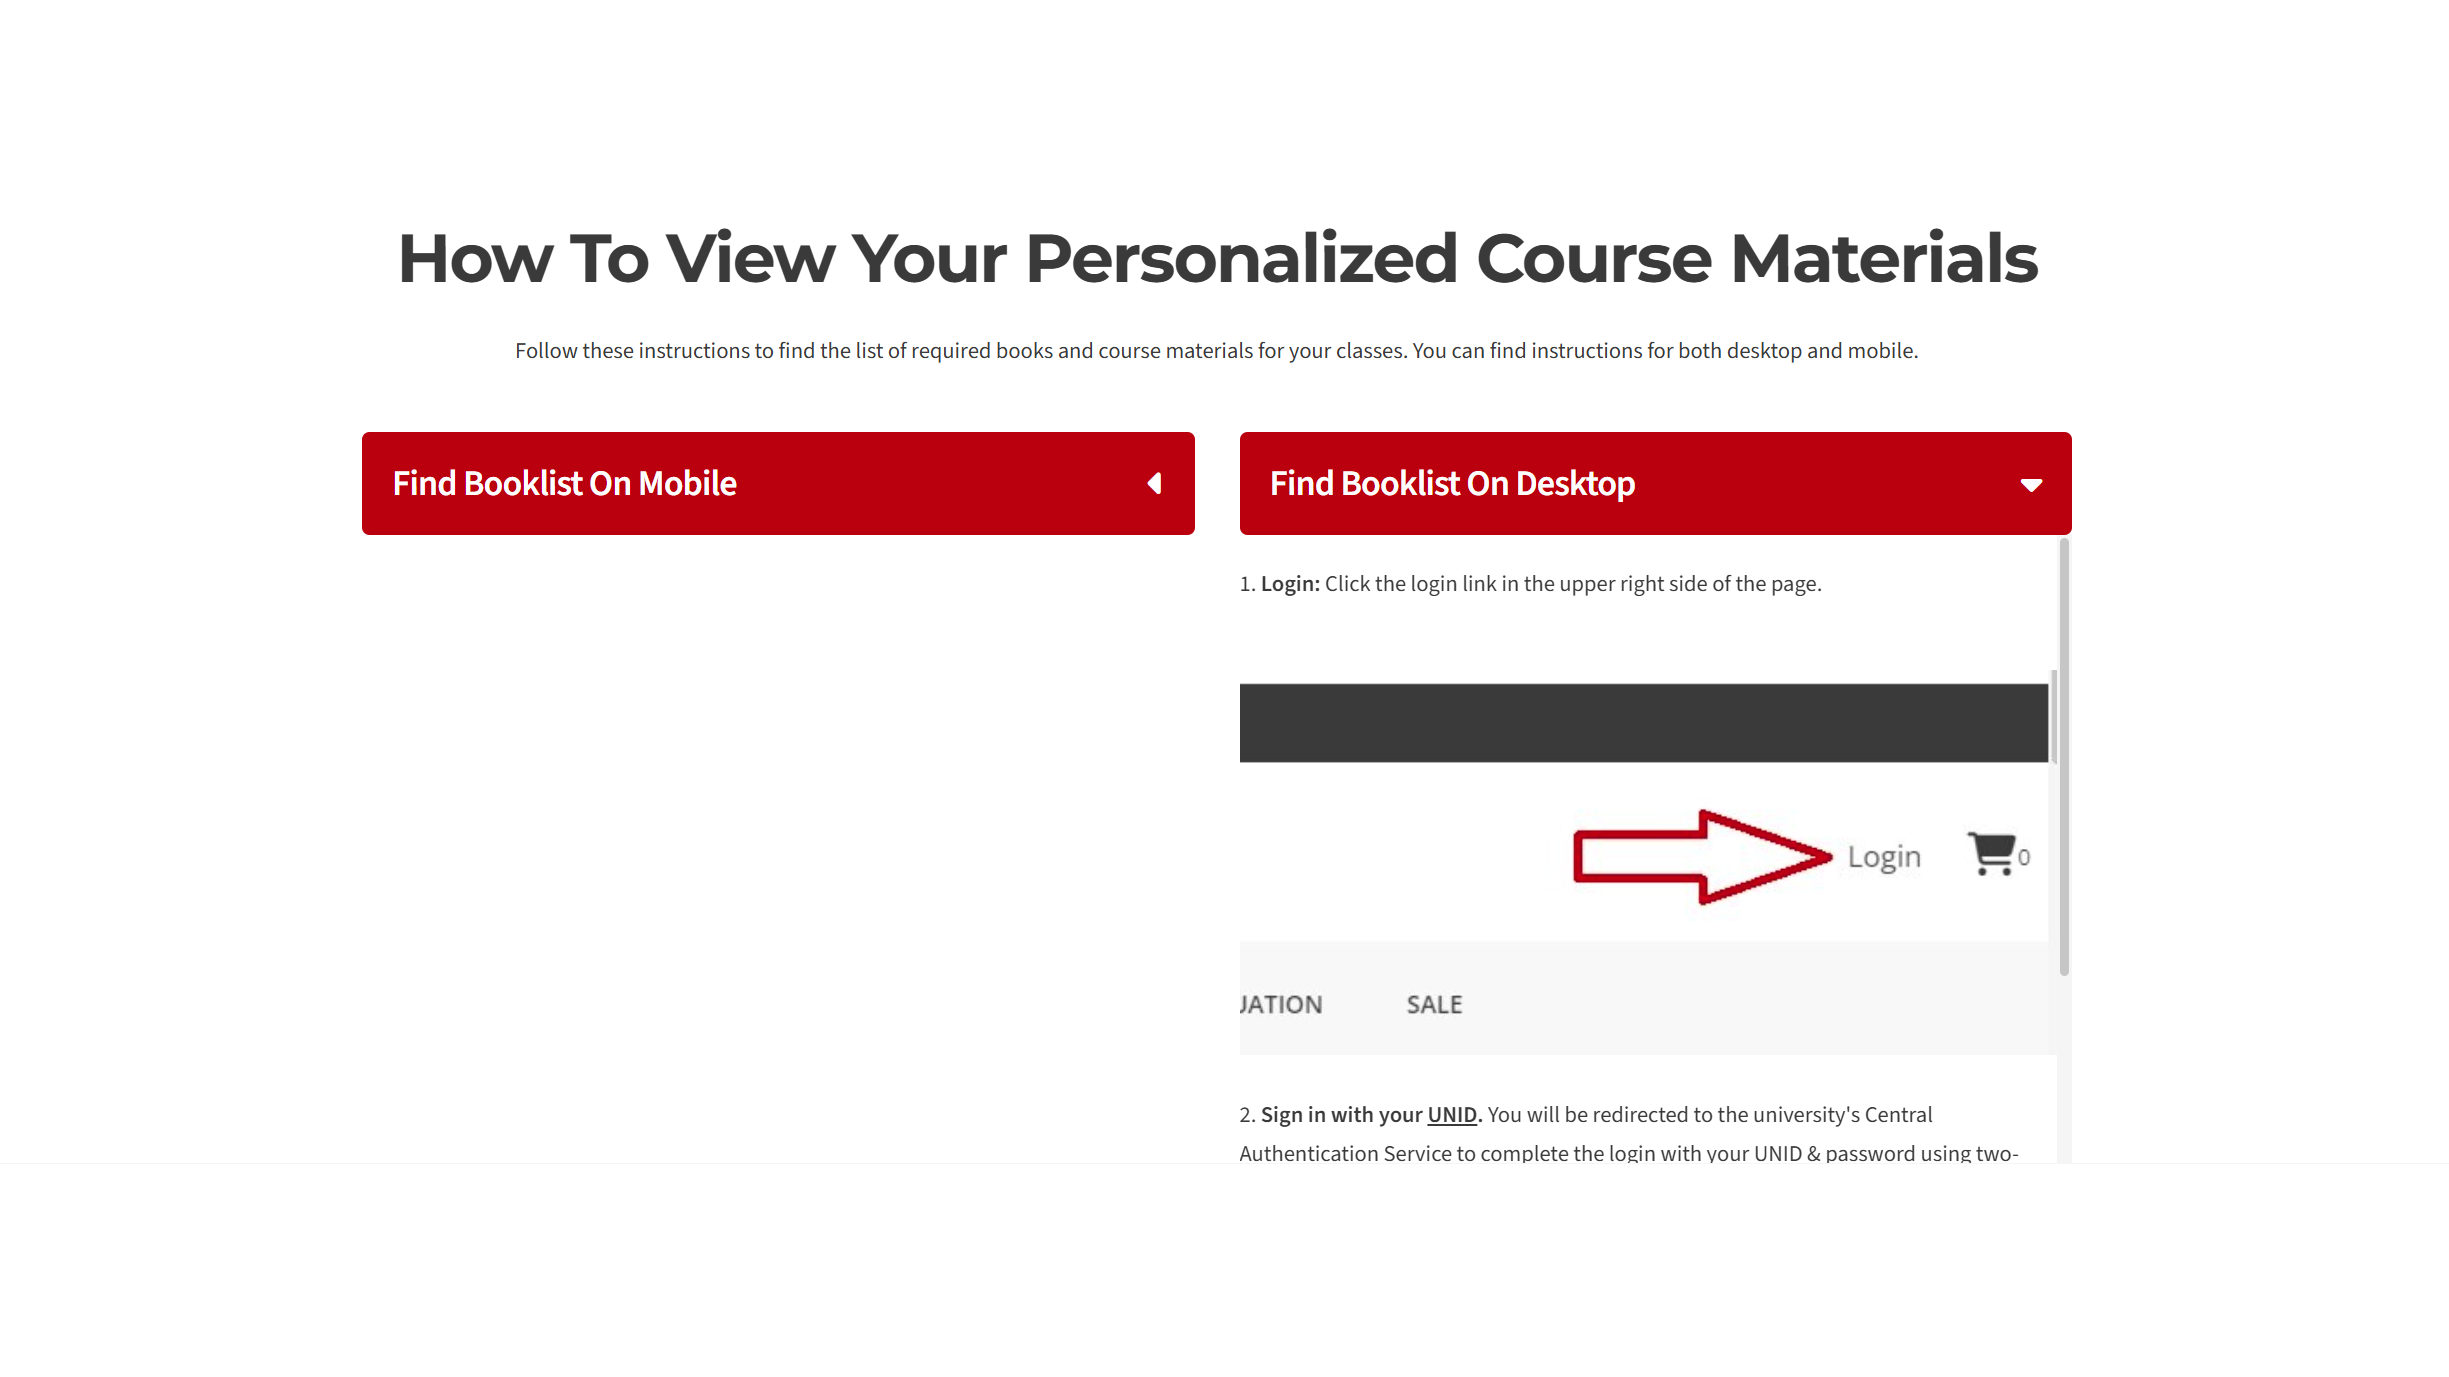 How To View Your Personalized Course Materials
Follow these instructions to find the list of required books and course materials for your classes. You can find instructions for both desktop and mobile.
Find Booklist On Mobile
Find Booklist On Desktop
1. Login: Click the login link in the upper right side of the page.
Login 0
UATION SALE
2. Sign in with your UNID. You will be redirected to the university's Central
Authentication Service to complete the login with your UNID & password using two-